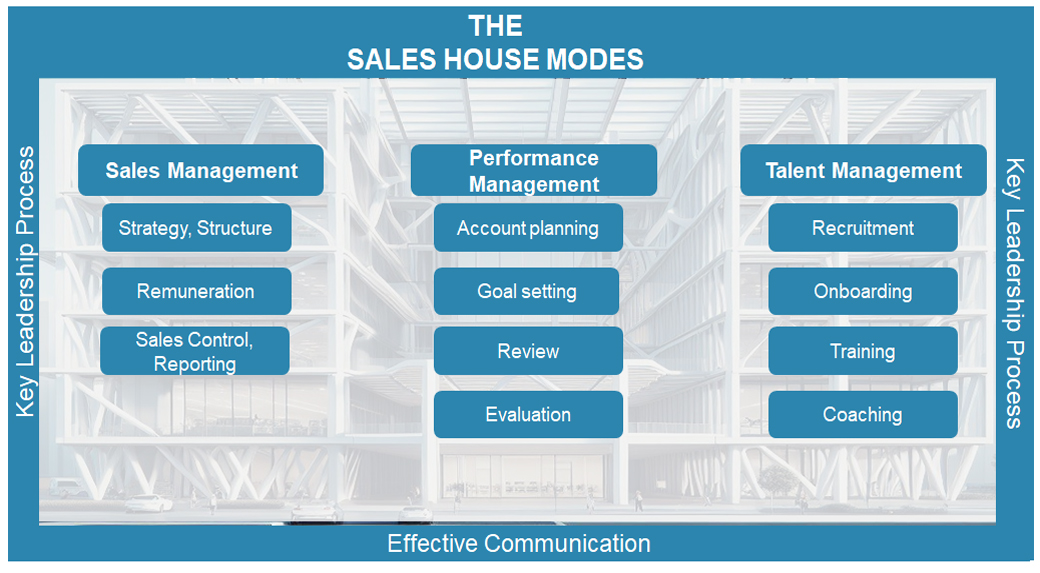 THE
SALES HOUSE MODES
Key Leadership Process
Sales Management
Strategy, Structure
Remuneration
Sales Control,
Reporting
Performance
Management
Account planning
Goal setting
Review
Evaluation
Talent Management
Recruitment
Onboarding
Training
Coaching
Key Leadership Process
Effective Communication